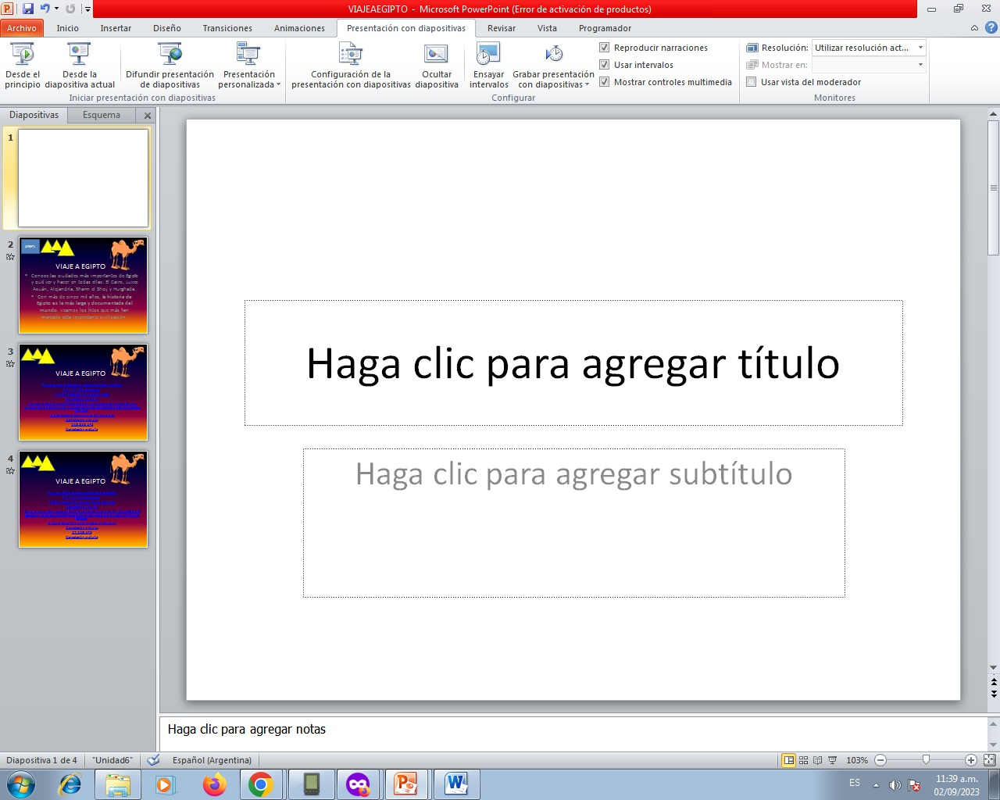 VIAJEAEGIPTO - Microsoft PowerPoint (Error de activación de productos)
Archivo Inicio Insertar Diseño Transiciones Animaciones Presentación con diapositivas Revisar Vista Programador
Desde el principio
Desde la diapositiva actual
Difundir presentación de diapositivas
Presentación personalizada
Iniciar presentación con diapositivas
Configuración de la presentación con diapositivas
Ocultar diapositiva
Ensayar intervalos
Grabar presentación con diapositivas
Reproducir narraciones
Usar intervalos
Mostrar controles multimedia
Configurar
Resolución: Utilizar resolución act...
Mostrar en:
Usar vista del moderador
Monitores
Diapositivas Esquema
1
2
VIAJE A EGIPTO
Conoce las ciudades más importantes de Egipto
y qué ver y hacer en todas ellas: El Cairo, Luxor,
Asuán, Alejandría, Sharm el Sheij y Hurghada.
Con más de cinco mil años, la historia de
Egipto es la más larga y documentada del
mundo. Veamos los hitos que más han
marcado esta importante civilización.
3
VIAJE A EGIPTO
4
VIAJE A EGIPTO
Haga clic para agregar título
Haga clic para agregar subtítulo
Haga clic para agregar notas
Diapositiva 1 de 4 "Unidad6" Español (Argentina) 103%
ES 11:39 a.m.
02/09/2023